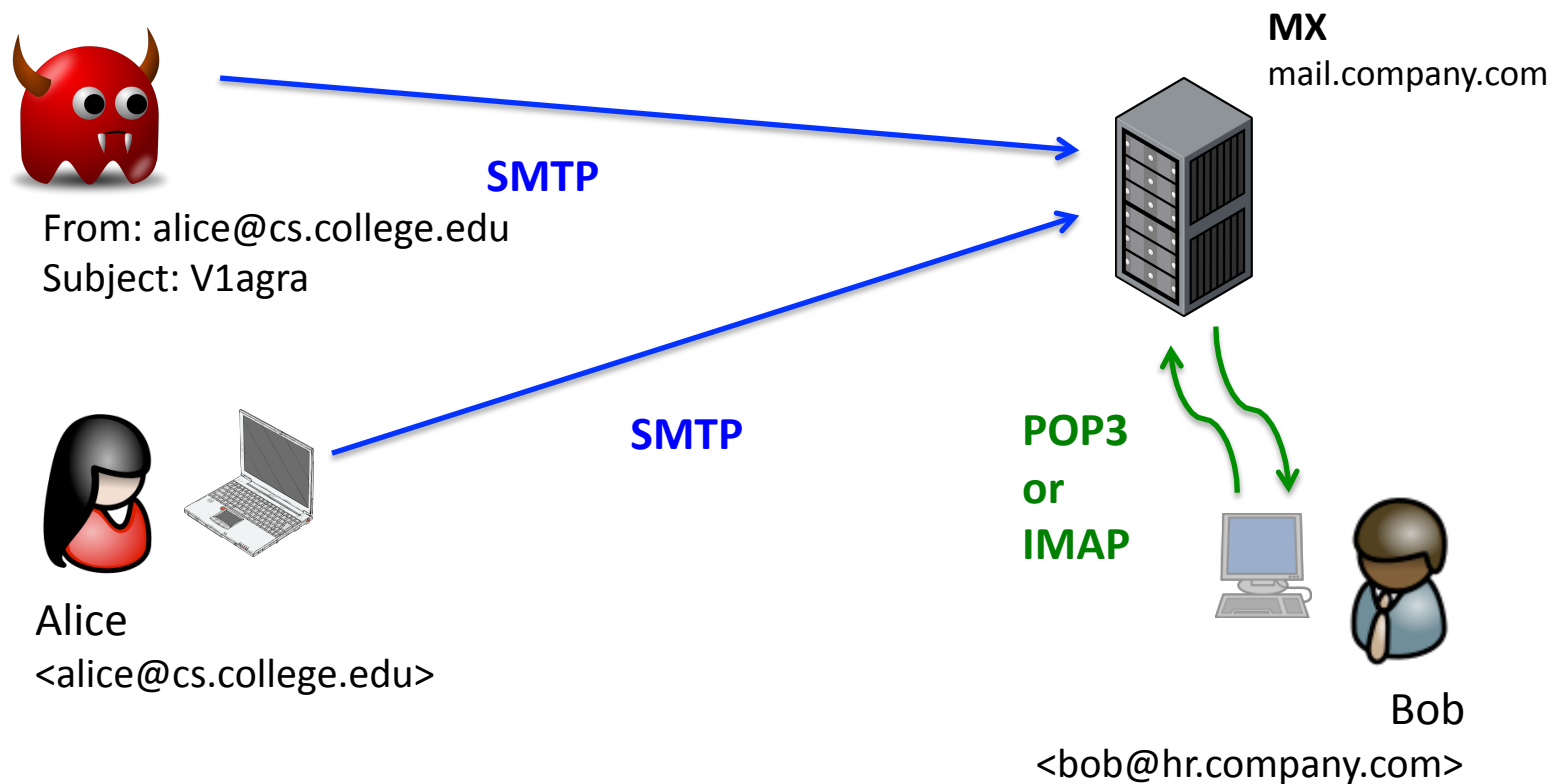 MX
mail.company.com
SMTP
From: alice@cs.college.edu
Subject: V1agra
SMTP
POP3
or
IMAP
Alice
<alice@cs.college.edu>
Bob
<bob@hr.company.com>